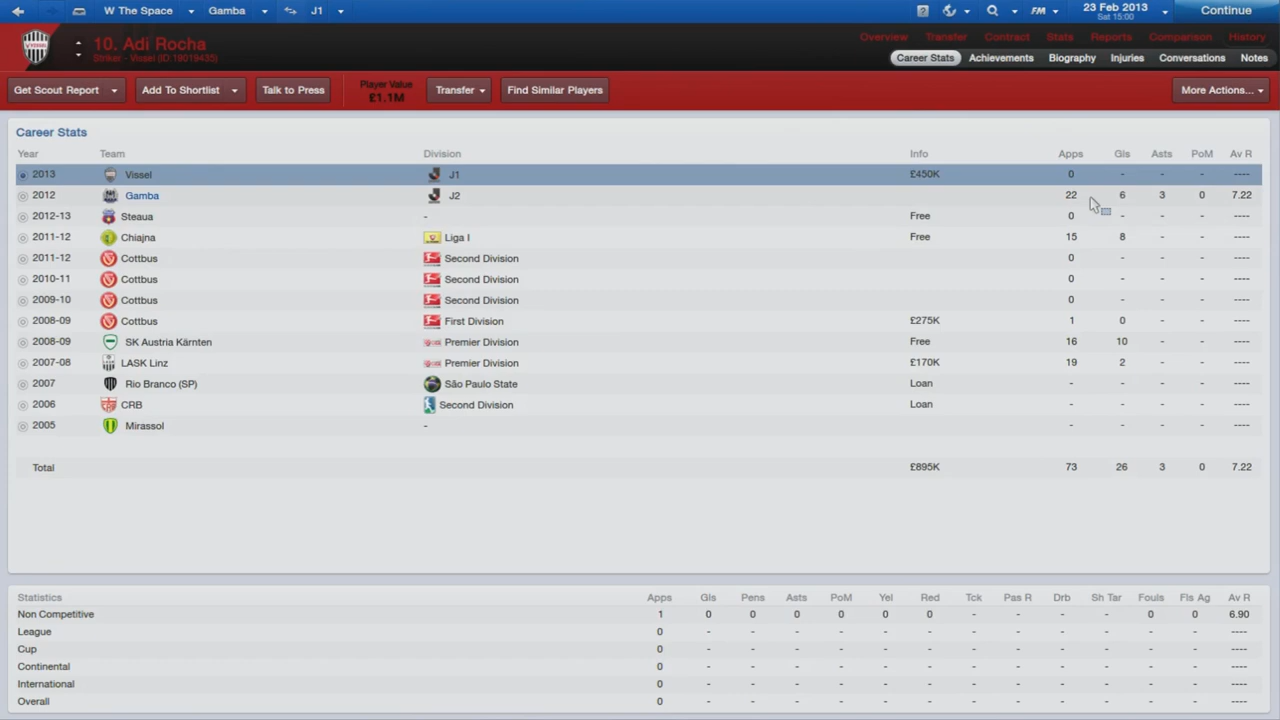 W The Space Gamba J1 FM 23 Feb 2013 Sat 15:00 Continue
10. Adi Rocha
Striker - Vissel (ID:19019435)
Overview Transfer Contract Stats Reports Comparison History
Career Stats Achievements Biography Injuries Conversations Notes
Get Scout Report Add To Shortlist Talk to Press Player Value £1.1M Transfer Find Similar Players More Actions...
Career Stats
Year Team Division Info Apps Gls Asts PoM Av R
2013 Vissel J1 £450K 0 - - - ----
2012 Gamba J2 22 6 3 0 7.22
2012-13 Steaua - Free 0 - - - ----
2011-12 Chiajna Liga I Free 15 8 - - ----
2011-12 Cottbus Second Division 0 - - - ----
2010-11 Cottbus Second Division 0 - - - ----
2009-10 Cottbus Second Division 0 - - - ----
2008-09 Cottbus First Division £275K 1 0 - - ----
2008-09 SK Austria Kärnten Premier Division Free 16 10 - - ----
2007-08 LASK Linz Premier Division £170K 19 2 - - ----
2007 Rio Branco (SP) São Paulo State Loan - - - - ----
2006 CRB Second Division Loan - - - - ----
2005 Mirassol - - - - - ----
Total £895K 73 26 3 0 7.22
Statistics Apps Gls Pens Asts PoM Yel Red Tck Pas R Drb Sh Tar Fouls Fls Ag Av R
Non Competitive 1 0 0 0 0 0 0 - - - - 0 0 6.90
League 0 - - - - - - - - - - - - ----
Cup 0 - - - - - - - - - - - - ----
Continental 0 - - - - - - - - - - - - ----
International 0 - - - - - - - - - - - - ----
Overall 0 - - - - - - - - - - - - ----